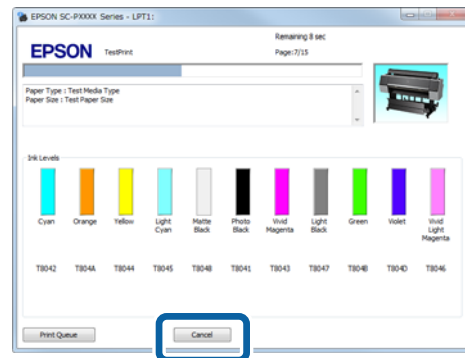 EPSON SC-PXXXX Series - LPT1:
Remaining 8 sec
EPSON TestPrint Page:7/15
Paper Type : Test Media Type
Paper Size : Test Paper Size
Ink Levels
Cyan Orange Yellow Light Cyan Matte Black Photo Black Vivid Magenta Light Black Green Violet Vivid Light Magenta
T8042 T804A T8044 T8045 T8048 T8041 T8043 T8047 T804B T804D T8046
Print Queue Cancel